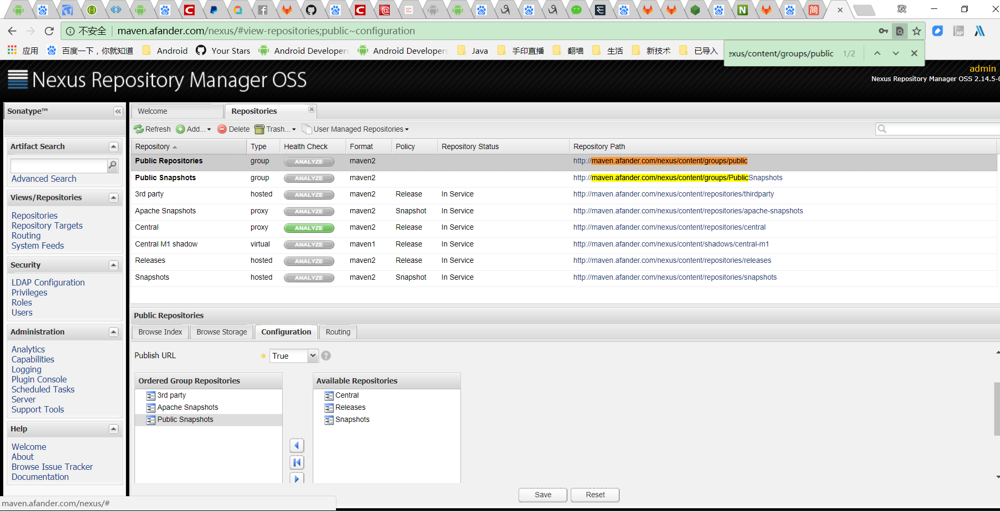 欢
不安全 maven.afander.com/nexus/#view-repositories;public~configuration
应用 百度一下，你就知道 Android Your Stars Android Developers Android Developers Java 手印直播 翻墙 生活 新技术 已导入
exus/content/groups/public 1/2
Nexus Repository Manager OSS
admin
Nexus Repository Manager OSS 2.14.5-0
Sonatype™
Artifact Search
Advanced Search
Views/Repositories
Repositories
Repository Targets
Routing
System Feeds
Security
LDAP Configuration
Privileges
Roles
Users
Administration
Analytics
Capabilities
Logging
Plugin Console
Scheduled Tasks
Server
Support Tools
Help
Welcome
About
Browse Issue Tracker
Documentation
Welcome Repositories
Refresh Add... Delete Trash... User Managed Repositories
Repository Type Health Check Format Policy Repository Status Repository Path
Public Repositories group ANALYZE maven2 http://maven.afander.com/nexus/content/groups/public
Public Snapshots group ANALYZE maven2 http://maven.afander.com/nexus/content/groups/PublicSnapshots
3rd party hosted ANALYZE maven2 Release In Service http://maven.afander.com/nexus/content/repositories/thirdparty
Apache Snapshots proxy ANALYZE maven2 Snapshot In Service http://maven.afander.com/nexus/content/repositories/apache-snapshots
Central proxy ANALYZE maven2 Release In Service http://maven.afander.com/nexus/content/repositories/central
Central M1 shadow virtual ANALYZE maven1 Release In Service http://maven.afander.com/nexus/content/shadows/central-m1
Releases hosted ANALYZE maven2 Release In Service http://maven.afander.com/nexus/content/repositories/releases
Snapshots hosted ANALYZE maven2 Snapshot In Service http://maven.afander.com/nexus/content/repositories/snapshots
Public Repositories
Browse Index Browse Storage Configuration Routing
Publish URL True
Ordered Group Repositories
3rd party
Apache Snapshots
Public Snapshots
Available Repositories
Central
Releases
Snapshots
Save Reset
maven.afander.com/nexus/#